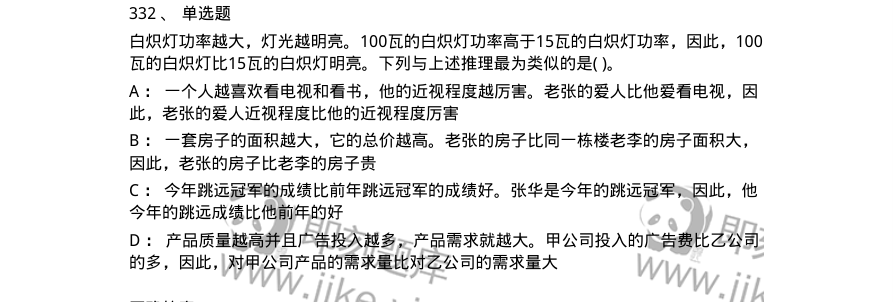 332 、 单选题
白炽灯功率越大，灯光越明亮。100瓦的白炽灯功率高于15瓦的白炽灯功率，因此，100
瓦的白炽灯比15瓦的白炽灯明亮。下列与上述推理最为类似的是( )。
A ： 一个人越喜欢看电视和看书，他的近视程度越厉害。老张的爱人比他爱看电视，因
此，老张的爱人近视程度比他的近视程度厉害
B ： 一套房子的面积越大，它的总价越高。老张的房子比同一栋楼老李的房子面积大，
因此，老张的房子比老李的房子贵
C ： 今年跳远冠军的成绩比前年跳远冠军的成绩好。张华是今年的跳远冠军，因此，他
今年的跳远成绩比他前年的好
D ： 产品质量越高并且广告投入越多，产品需求就越大。甲公司投入的广告费比乙公司
的多，因此，对甲公司产品的需求量比对乙公司的需求量大
即刻题库
即刻
www.jike
www.jik